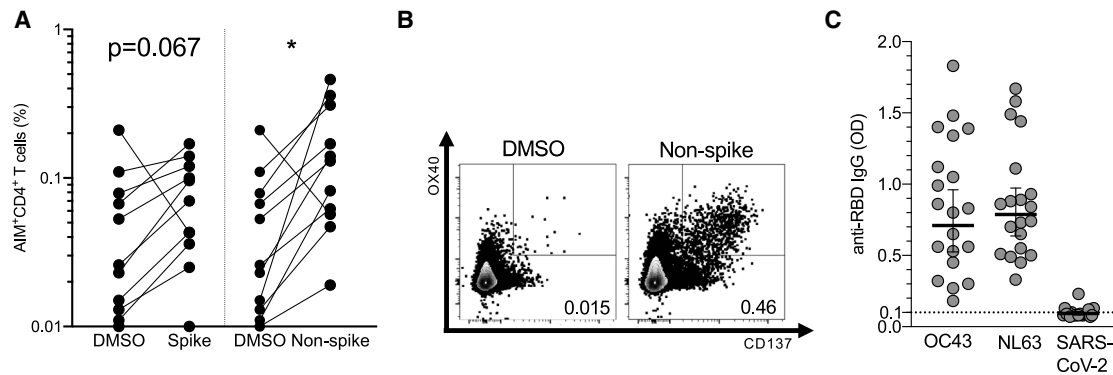 A
AIM⁺CD4⁺ T cells (%)
1
0.1
0.01
p=0.067
*
DMSO Spike
DMSO Non-spike
B
OX40
DMSO
Non-spike
0.015
0.46
CD137
C
anti-RBD IgG (OD)
2.0
1.5
1.0
0.5
0.1
0.0
OC43 NL63 SARS-
CoV-2